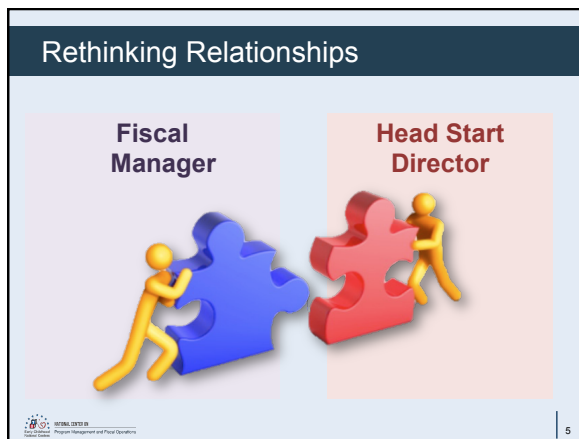 Rethinking Relationships
Fiscal
Manager
Head Start
Director
NATIONAL CENTER ON
Program Management and Fiscal Operations
5